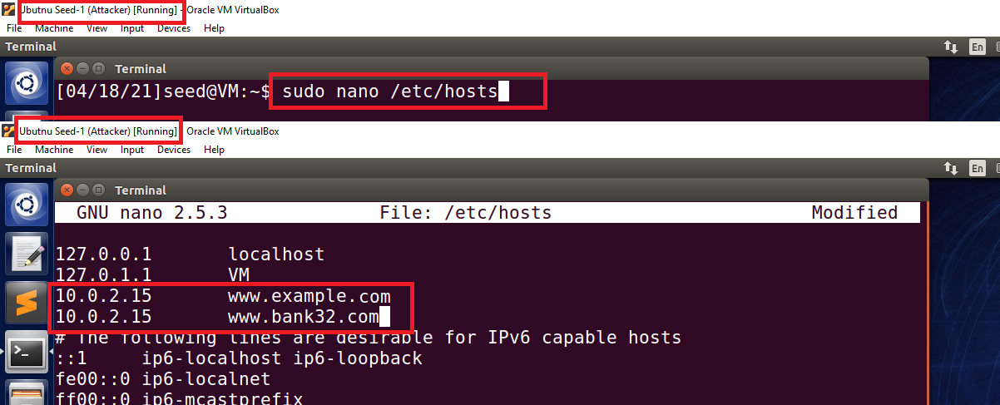 Ubutnu Seed-1 (Attacker) [Running] - Oracle VM VirtualBox
File Machine View Input Devices Help
Terminal
En
Terminal
[04/18/21]seed@VM:~$ sudo nano /etc/hosts
Ubutnu Seed-1 (Attacker) [Running] Oracle VM VirtualBox
File Machine View Input Devices Help
Terminal
En
Terminal
GNU nano 2.5.3 File: /etc/hosts Modified
127.0.0.1 localhost
127.0.1.1 VM
10.0.2.15 www.example.com
10.0.2.15 www.bank32.com
# The following lines are desirable for IPv6 capable hosts
::1 ip6-localhost ip6-loopback
fe00::0 ip6-localnet
ff00::0 ip6-mcastprefix